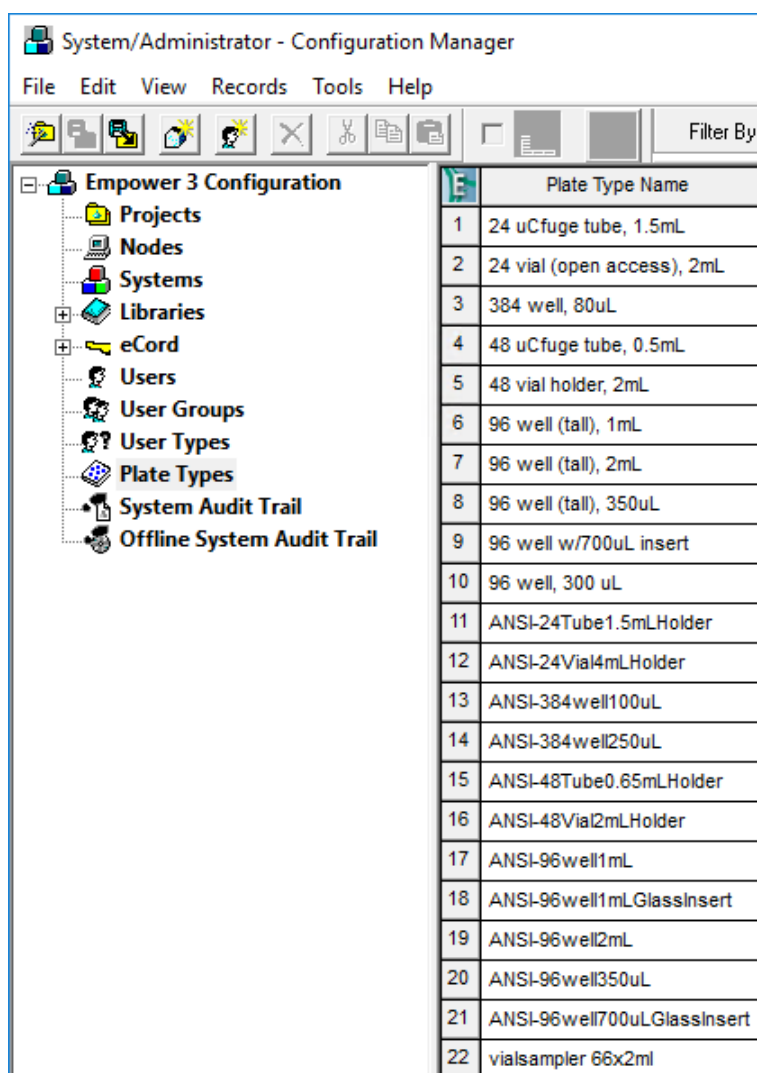 System/Administrator - Configuration Manager
File Edit View Records Tools Help
Filter By
Empower 3 Configuration
Projects
Nodes
Systems
Libraries
eCord
Users
User Groups
User Types
Plate Types
System Audit Trail
Offline System Audit Trail
Plate Type Name
1 24 uCfuge tube, 1.5mL
2 24 vial (open access), 2mL
3 384 well, 80uL
4 48 uCfuge tube, 0.5mL
5 48 vial holder, 2mL
6 96 well (tall), 1mL
7 96 well (tall), 2mL
8 96 well (tall), 350uL
9 96 well w/700uL insert
10 96 well, 300 uL
11 ANSI-24Tube1.5mLHolder
12 ANSI-24Vial4mLHolder
13 ANSI-384well100uL
14 ANSI-384well250uL
15 ANSI-48Tube0.65mLHolder
16 ANSI-48Vial2mLHolder
17 ANSI-96well1mL
18 ANSI-96well1mLGlassInsert
19 ANSI-96well2mL
20 ANSI-96well350uL
21 ANSI-96well700uLGlassInsert
22 vialsampler 66x2ml